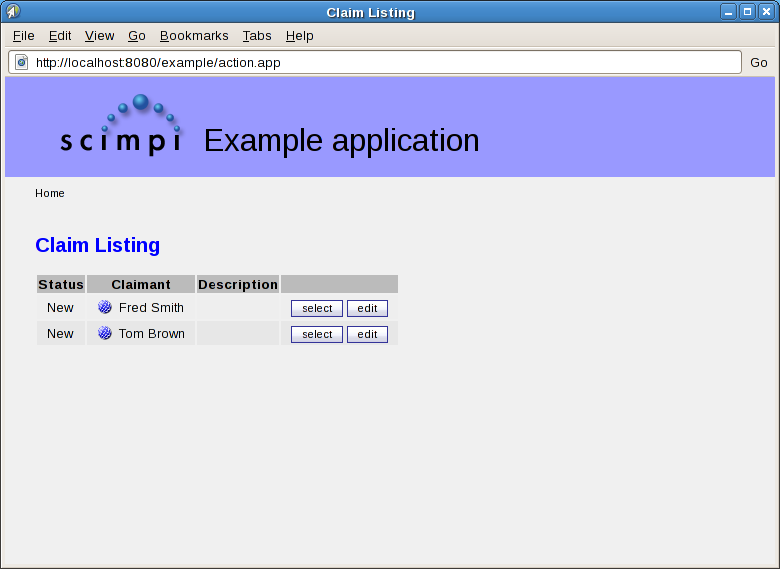 Claim Listing
File Edit View Go Bookmarks Tabs Help
http://localhost:8080/example/action.app Go
scimpi Example application
Home
Claim Listing
Status Claimant Description
New Fred Smith select edit
New Tom Brown select edit